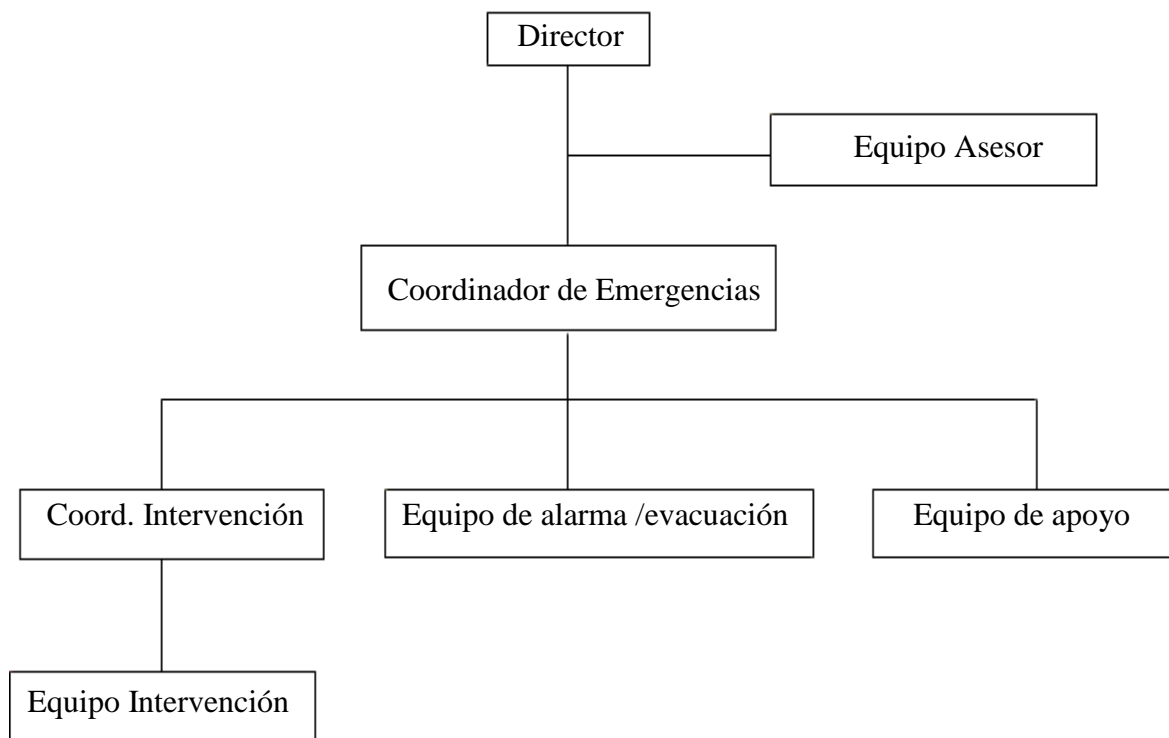 Director
Equipo Asesor
Coordinador de Emergencias
Coord. Intervención
Equipo de alarma /evacuación
Equipo de apoyo
Equipo Intervención